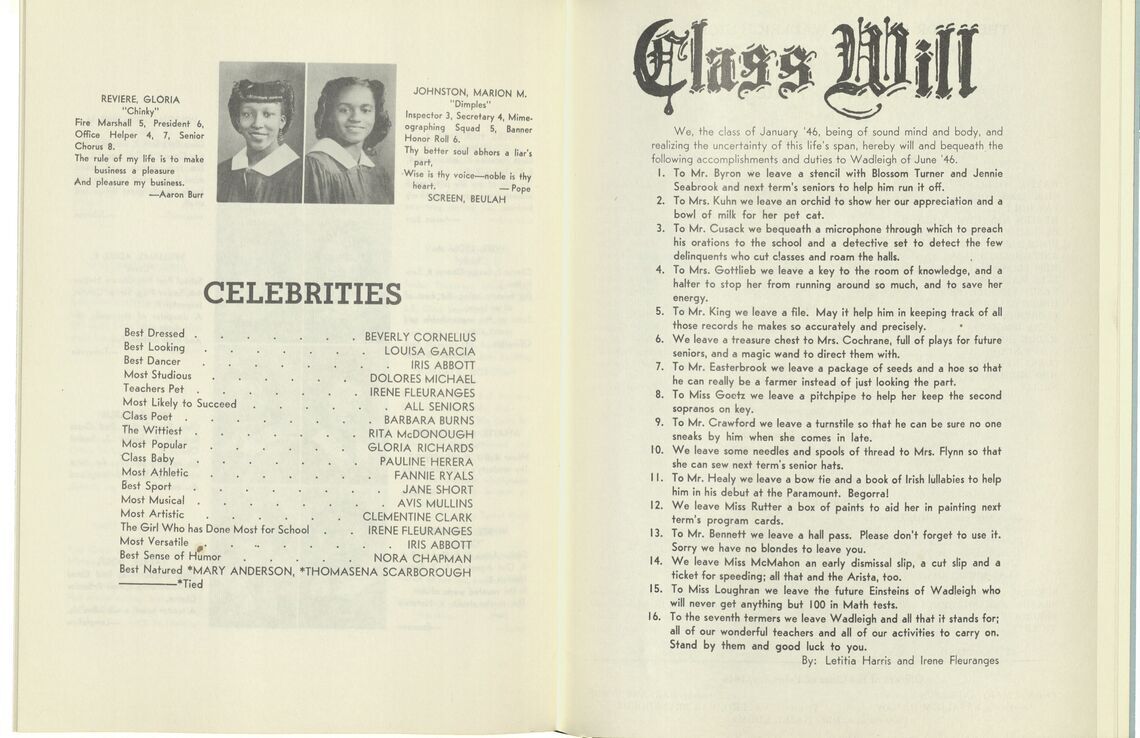 REVIERE, GLORIA
"Chinky"
Fire Marshall 5, President 6,
Office Helper 4, 7, Senior
Chorus 8.
The rule of my life is to make
business a pleasure
And pleasure my business.
—Aaron Burr
JOHNSTON, MARION M.
"Dimples"
Inspector 3, Secretary 4, Mime-
ographing Squad 5, Banner
Honor Roll 6.
Thy better soul abhors a liar's
part,
Wise is thy voice—noble is thy
heart. — Pope
SCREEN, BEULAH
CELEBRITIES
Best Dressed . . . . . . . BEVERLY CORNELIUS
Best Looking . . . . . . . LOUISA GARCIA
Best Dancer . . . . . . . IRIS ABBOTT
Most Studious . . . . . . . DOLORES MICHAEL
Teachers Pet . . . . . . . IRENE FLEURANGES
Most Likely to Succeed . . . . . ALL SENIORS
Class Poet . . . . . . . BARBARA BURNS
The Wittiest . . . . . . . RITA McDONOUGH
Most Popular . . . . . . . GLORIA RICHARDS
Class Baby . . . . . . . PAULINE HERERA
Most Athletic . . . . . . . FANNIE RYALS
Best Sport . . . . . . . JANE SHORT
Most Musical . . . . . . . AVIS MULLINS
Most Artistic . . . . . . . CLEMENTINE CLARK
The Girl Who has Done Most for School . . IRENE FLEURANGES
Most Versatile . . . . . . . IRIS ABBOTT
Best Sense of Humor . . . . . . NORA CHAPMAN
Best Natured *MARY ANDERSON, *THOMASENA SCARBOROUGH
*Tied
Class Will
We, the class of January '46, being of sound mind and body, and
realizing the uncertainty of this life's span, hereby will and bequeath the
following accomplishments and duties to Wadleigh of June '46.
1. To Mr. Byron we leave a stencil with Blossom Turner and Jennie
Seabrook and next term's seniors to help him run it off.
2. To Mrs. Kuhn we leave an orchid to show her our appreciation and a
bowl of milk for her pet cat.
3. To Mr. Cusack we bequeath a microphone through which to preach
his orations to the school and a detective set to detect the few
delinquents who cut classes and roam the halls.
4. To Mrs. Gottlieb we leave a key to the room of knowledge, and a
halter to stop her from running around so much, and to save her
energy.
5. To Mr. King we leave a file. May it help him in keeping track of all
those records he makes so accurately and precisely.
6. We leave a treasure chest to Mrs. Cochrane, full of plays for future
seniors, and a magic wand to direct them with.
7. To Mr. Easterbrook we leave a package of seeds and a hoe so that
he can really be a farmer instead of just looking the part.
8. To Miss Goetz we leave a pitchpipe to help her keep the second
sopranos on key.
9. To Mr. Crawford we leave a turnstile so that he can be sure no one
sneaks by him when she comes in late.
10. We leave some needles and spools of thread to Mrs. Flynn so that
she can sew next term's senior hats.
11. To Mr. Healy we leave a bow tie and a book of Irish lullabies to help
him in his debut at the Paramount. Begorra!
12. We leave Miss Rutter a box of paints to aid her in painting next
term's program cards.
13. To Mr. Bennett we leave a hall pass. Please don't forget to use it.
Sorry we have no blondes to leave you.
14. We leave Miss McMahon an early dismissal slip, a cut slip and a
ticket for speeding; all that and the Arista, too.
15. To Miss Loughran we leave the future Einsteins of Wadleigh who
will never get anything but 100 in Math tests.
16. To the seventh termers we leave Wadleigh and all that it stands for;
all of our wonderful teachers and all of our activities to carry on.
Stand by them and good luck to you.
By: Letitia Harris and Irene Fleuranges